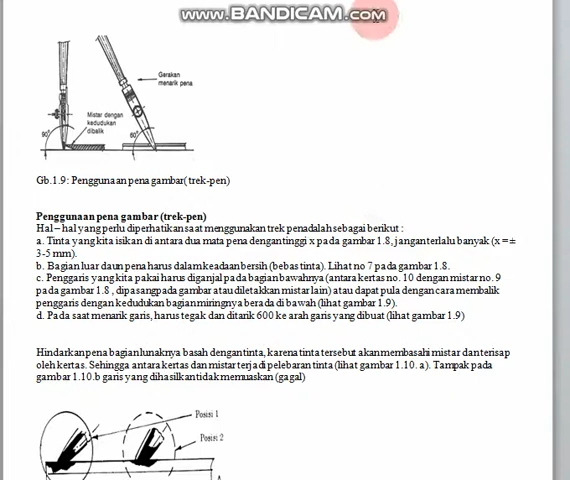 www.BANDICAM.com
Gerakan
menarik pena
Mistar dengan
kedudukan
dibalik
90°
60°
Gb.1.9: Penggunaan pena gambar( trek-pen)
Penggunaan pena gambar (trek-pen)
Hal – hal yang perlu diperhatikan saat menggunakan trek pen adalah sebagai berikut :
a. Tinta yang kita isikan di antara dua mata pena dengan tinggi x pada gambar 1.8, jangan terlalu banyak (x = ±
3-5 mm).
b. Bagian luar daun pena harus dalam keadaan bersih (bebas tinta). Lihat no 7 pada gambar 1.8.
c. Penggaris yang kita pakai harus diganjal pada bagian bawahnya (antara kertas no. 10 dengan mistar no. 9
pada gambar 1.8 , dipasang pada gambar atau diletakkan mistar lain) atau dapat pula dengan cara membalik
penggaris dengan kedudukan bagian miringnya berada di bawah (lihat gambar 1.9).
d. Pada saat menarik garis, harus tegak dan ditarik 600 ke arah garis yang dibuat (lihat gambar 1.9)
Hindarkan pena bagian lunaknya basah dengan tinta, karena tinta tersebut akan membasahi mistar dan terisap
oleh kertas. Sehingga antara kertas dan mistar terjadi pelebaran tinta (lihat gambar 1.10. a). Tampak pada
gambar 1.10.b garis yang dihasilkan tidak memuaskan (gagal)
Posisi 1
Posisi 2